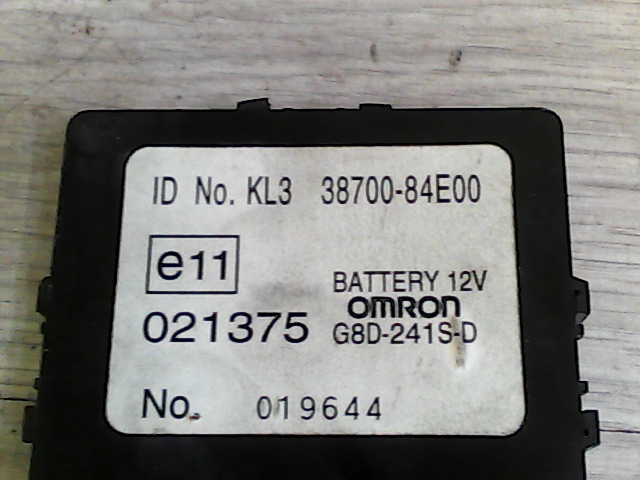 ID No. KL3 38700-84E00
e11
BATTERY 12V
OMRON
021375 G8D-241S-D
No. 019644